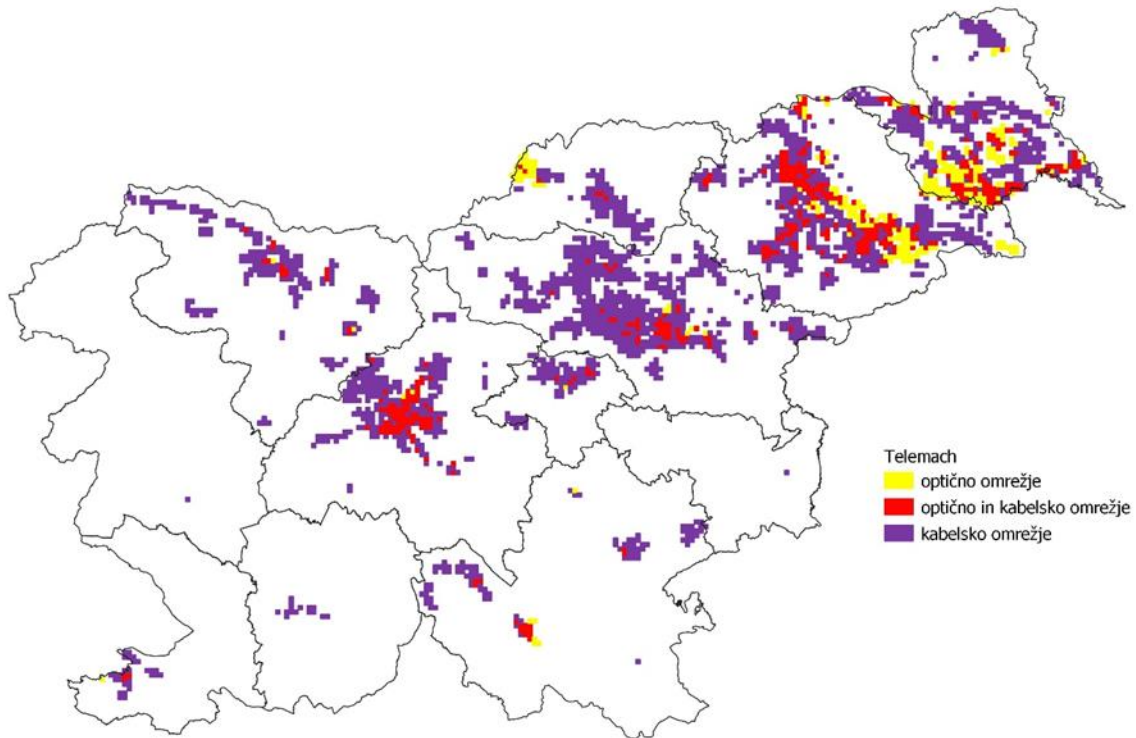 Telemach
optično omrežje
optično in kabelsko omrežje
kabelsko omrežje